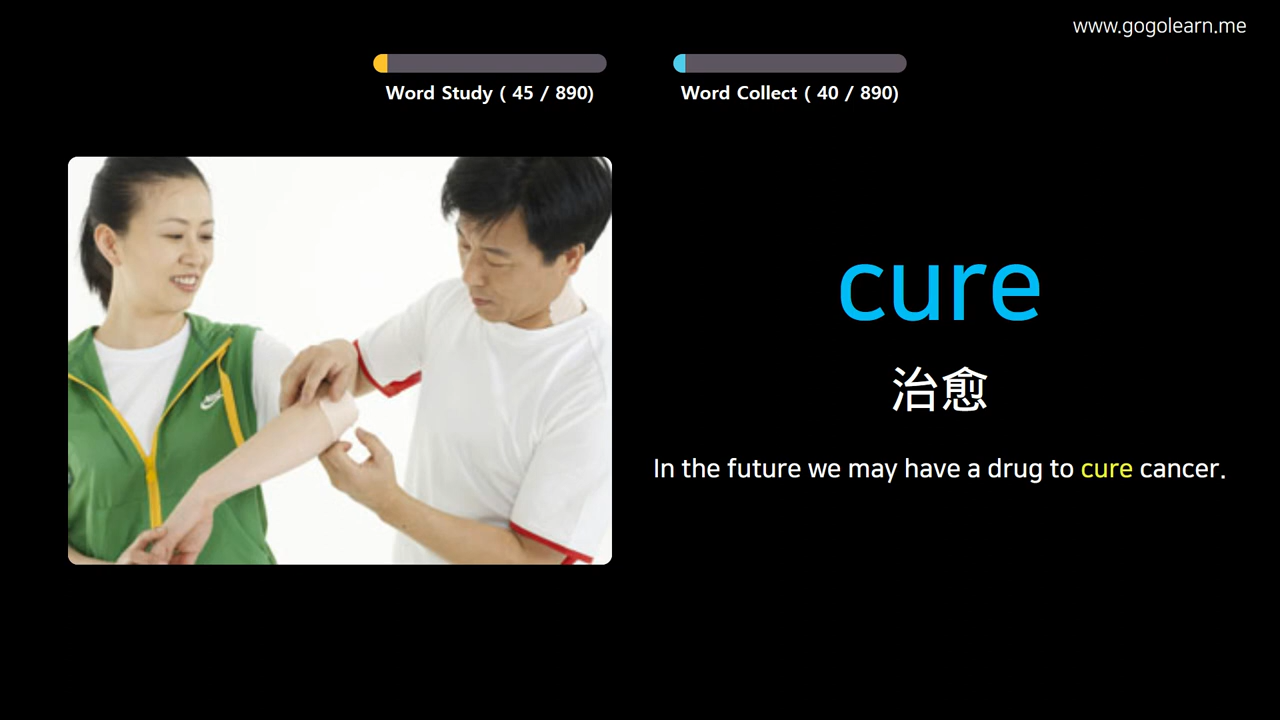 www.gogolearn.me
Word Study ( 45 / 890)
Word Collect ( 40 / 890)
cure
治愈
In the future we may have a drug to cure cancer.